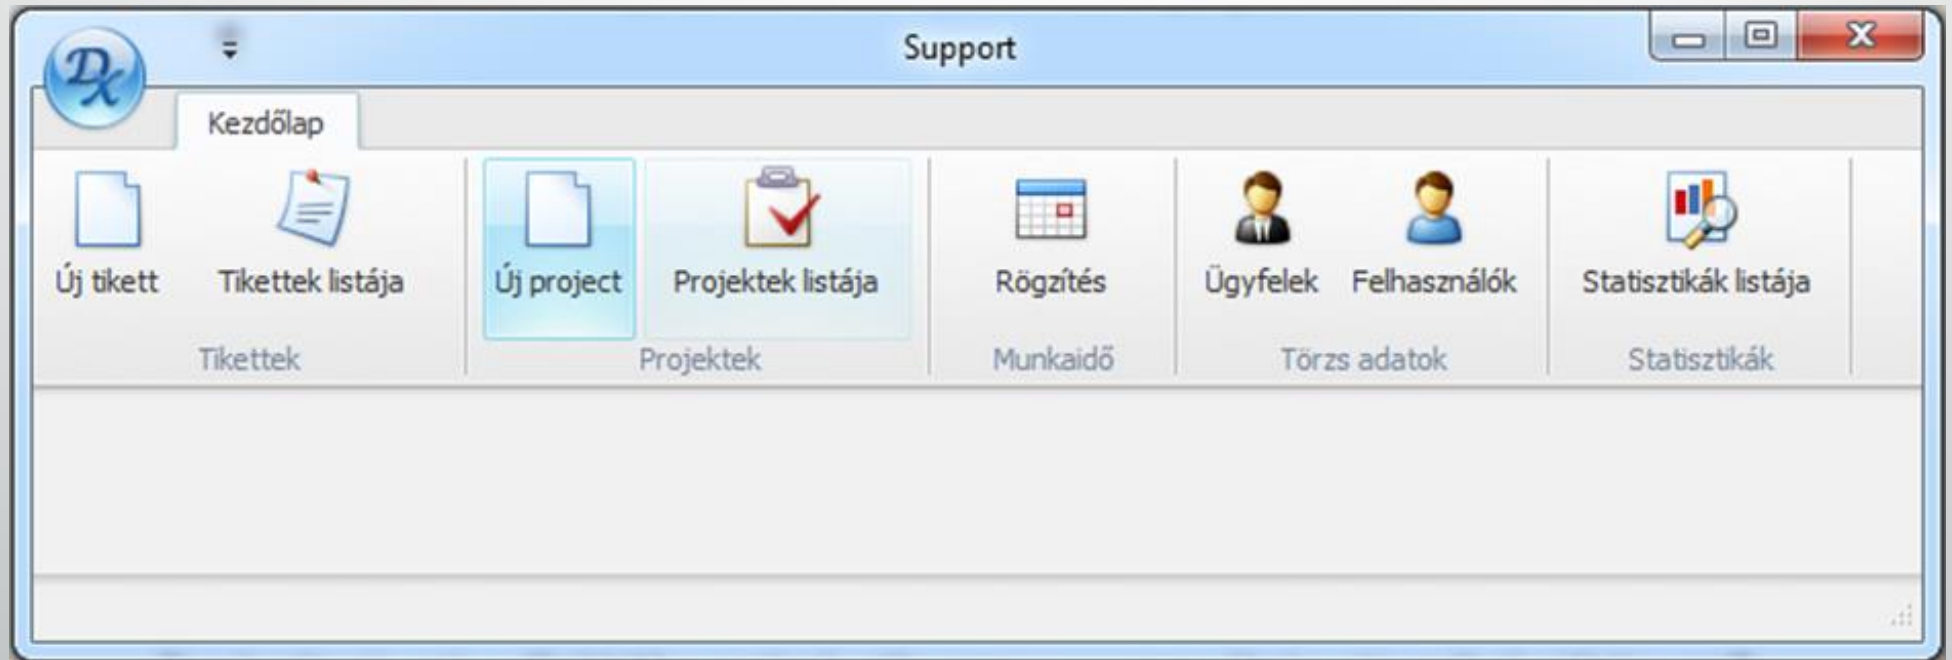 DX
Support
Kezdőlap
Új tikett Tikettek listája Új project Projektek listája Rögzítés Ügyfelek Felhasználók Statisztikák listája
Tikettek Projektek Munkaidő Törzs adatok Statisztikák